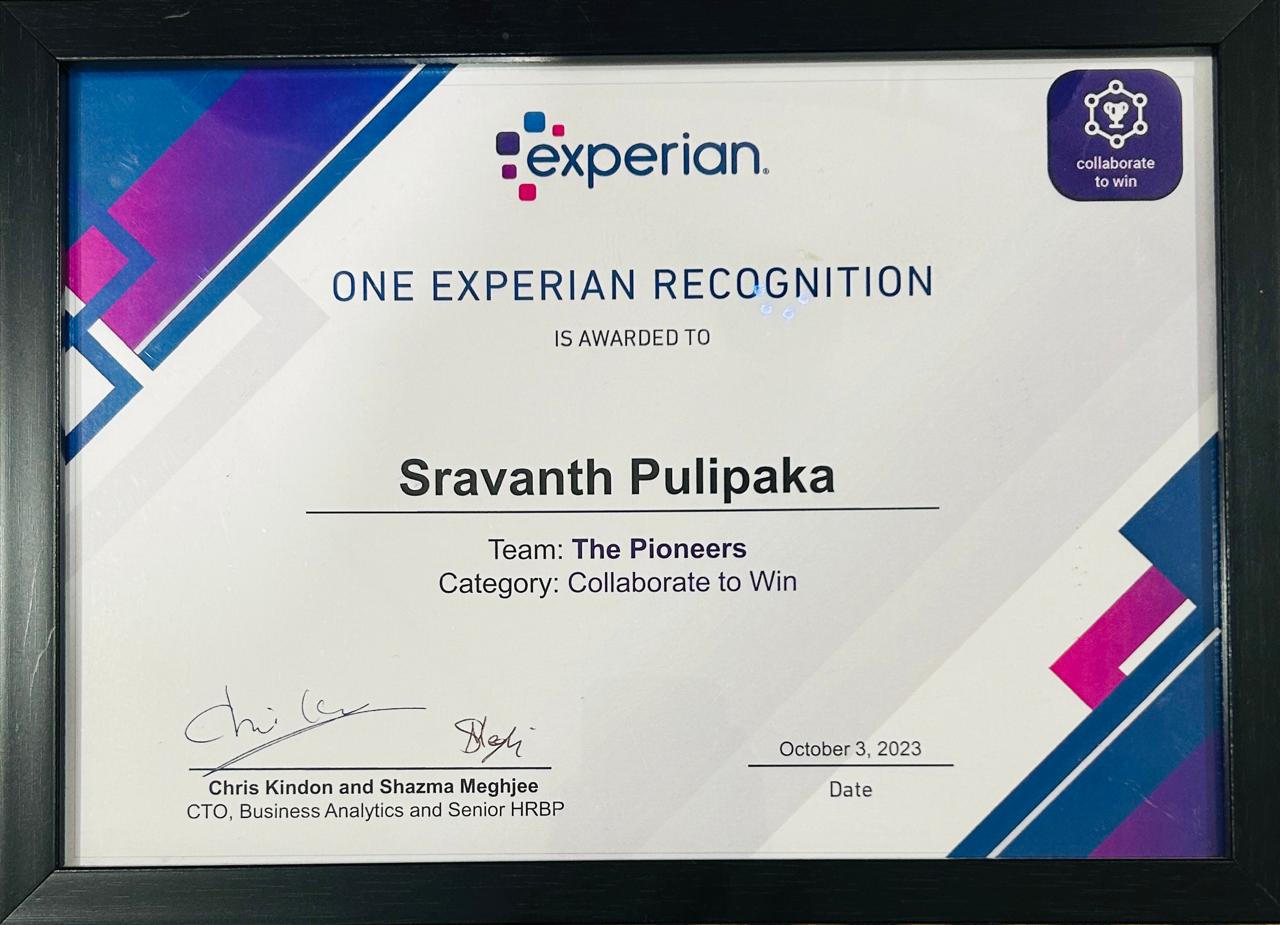 experian.
collaborate
to win
ONE EXPERIAN RECOGNITION
IS AWARDED TO
Sravanth Pulipaka
Team: The Pioneers
Category: Collaborate to Win
October 3, 2023
Chris Kindon and Shazma Meghjee
CTO, Business Analytics and Senior HRBP
Date